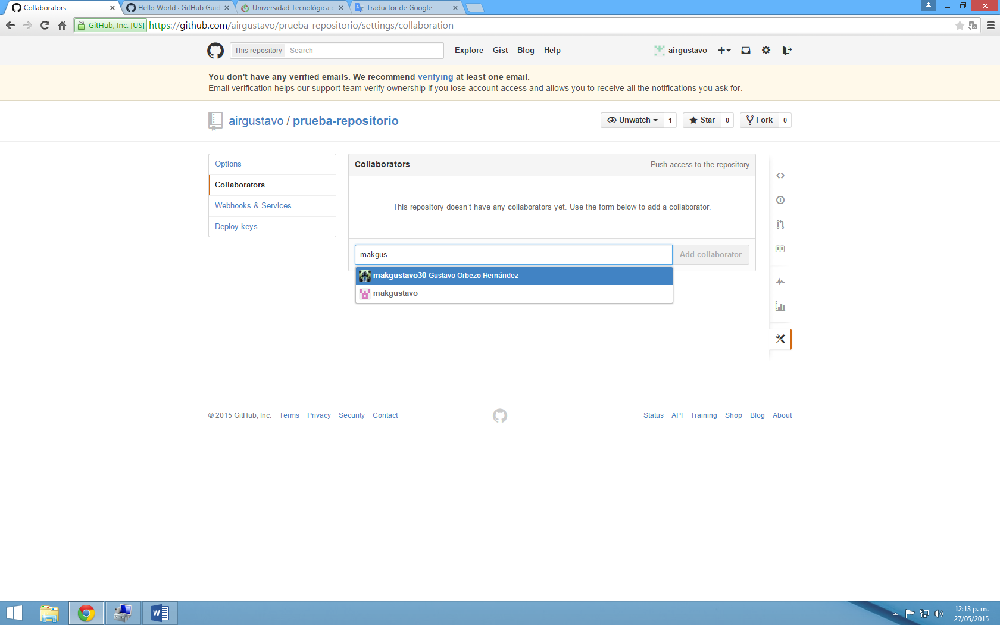 Collaborators
Hello World · GitHub Guid
Universidad Tecnológica
Traductor de Google
GitHub, Inc. [US]
https://github.com/airgustavo/prueba-repositorio/settings/collaboration
This repository Search
Explore Gist Blog Help
airgustavo
You don't have any verified emails. We recommend verifying at least one email.
Email verification helps our support team verify ownership if you lose account access and allows you to receive all the notifications you ask for.
airgustavo / prueba-repositorio
Unwatch 1
Star 0
Fork 0
Options
Collaborators
Webhooks & Services
Deploy keys
Collaborators
Push access to the repository
This repository doesn't have any collaborators yet. Use the form below to add a collaborator.
makgus
Add collaborator
makgustavo30 Gustavo Orbezo Hernández
makgustavo
© 2015 GitHub, Inc. Terms Privacy Security Contact
Status API Training Shop Blog About
12:13 p. m.
27/05/2015